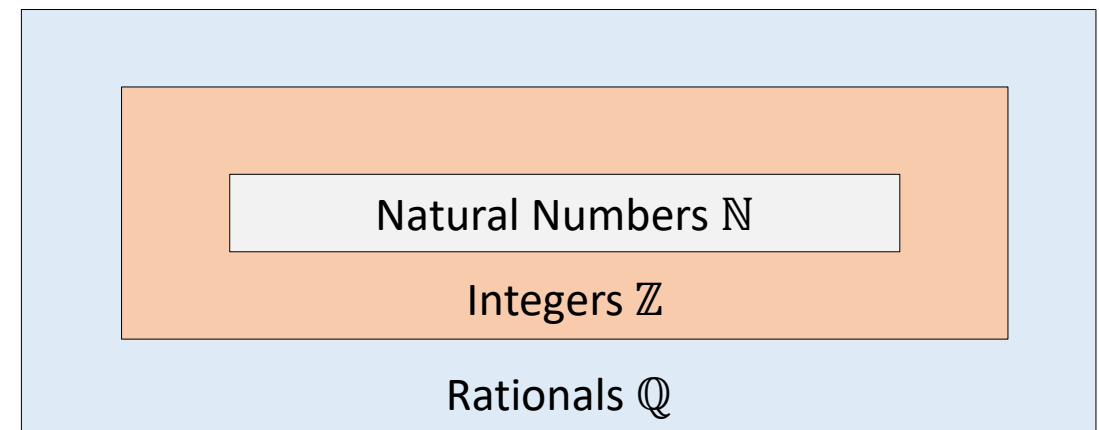 Natural Numbers ℕ
Integers ℤ
Rationals ℚ